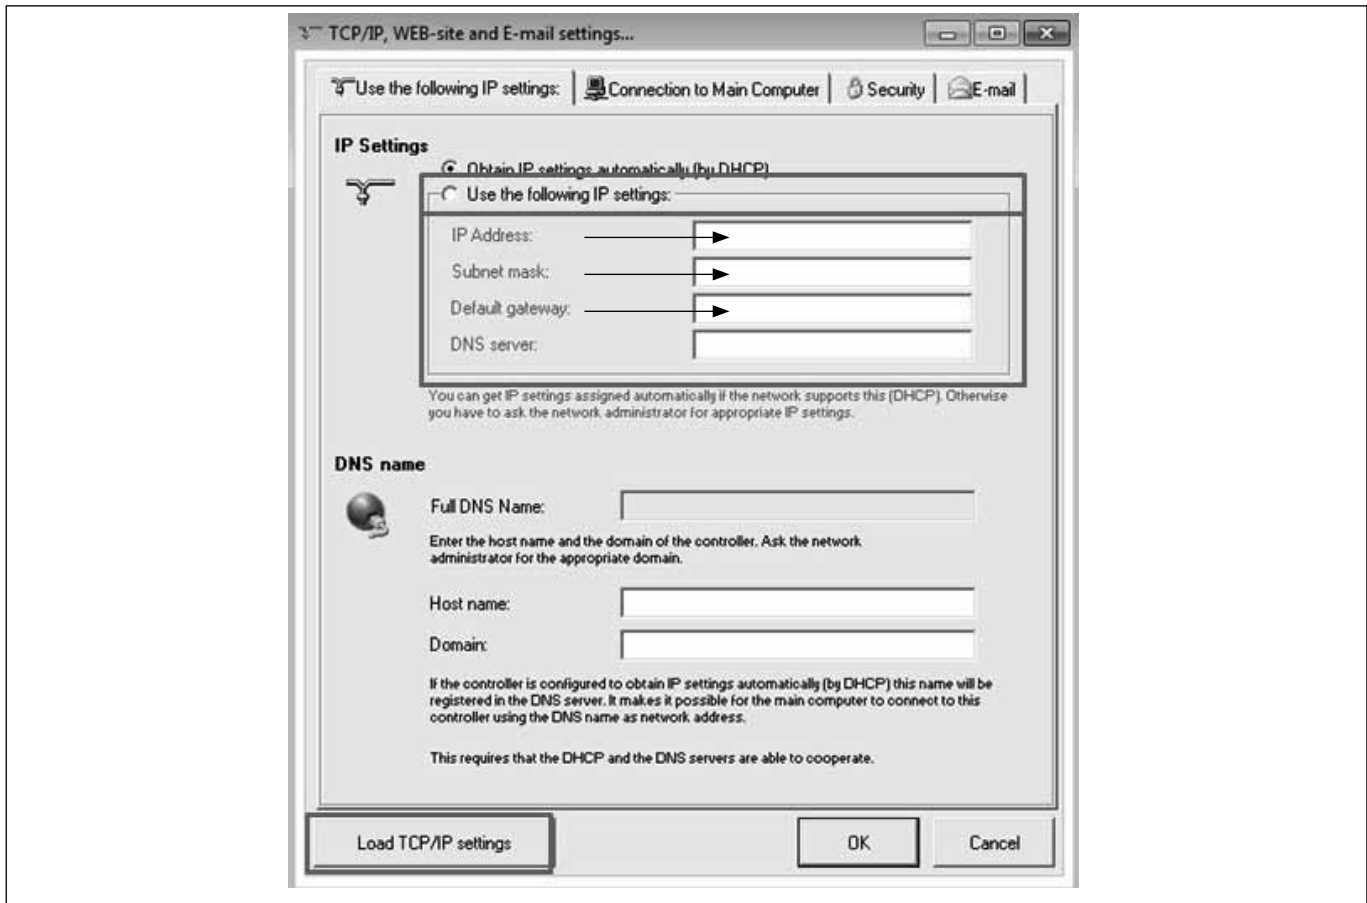 TCP/IP, WEB-site and E-mail settings...
Use the following IP settings: Connection to Main Computer Security E-mail
IP Settings
Obtain IP settings automatically (by DHCP)
Use the following IP settings:
IP Address:
Subnet mask:
Default gateway:
DNS server:
You can get IP settings assigned automatically if the network supports this (DHCP). Otherwise
you have to ask the network administrator for appropriate IP settings.
DNS name
Full DNS Name:
Enter the host name and the domain of the controller. Ask the network
administrator for the appropriate domain.
Host name:
Domain:
If the controller is configured to obtain IP settings automatically (by DHCP) this name will be
registered in the DNS server. It makes it possible for the main computer to connect to this
controller using the DNS name as network address.
This requires that the DHCP and the DNS servers are able to cooperate.
Load TCP/IP settings OK Cancel